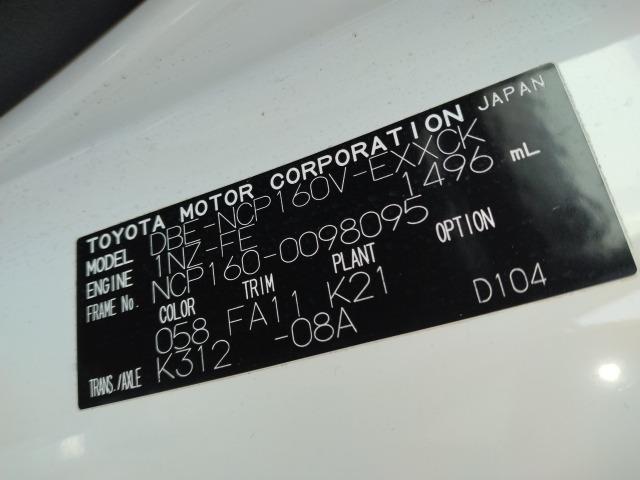 TOYOTA MOTOR CORPORATION JAPAN
MODEL DBE-NCP160V-EXXCK
ENGINE 1NZ-FE 1496 mL
FRAME No. NCP160-0098095
COLOR TRIM PLANT OPTION
058 FA11 K21 D104
TRANS./AXLE K312 -08A